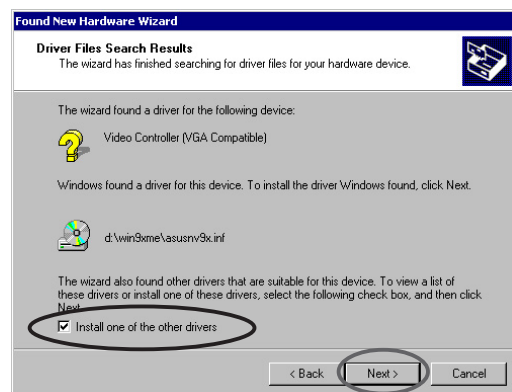 Found New Hardware Wizard
Driver Files Search Results
The wizard has finished searching for driver files for your hardware device.
The wizard found a driver for the following device:
Video Controller (VGA Compatible)
Windows found a driver for this device. To install the driver Windows found, click Next.
d:\win9xme\asusnv9x.inf
The wizard also found other drivers that are suitable for this device. To view a list of
these drivers or install one of these drivers, select the following check box, and then click
Next.
Install one of the other drivers
< Back
Next >
Cancel